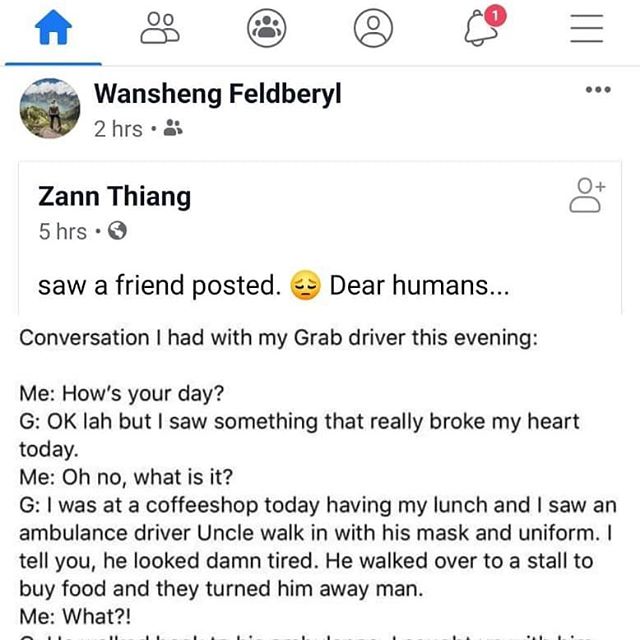 1
Wansheng Feldberyl
2 hrs •
Zann Thiang
5 hrs •
saw a friend posted. 😔 Dear humans...
Conversation I had with my Grab driver this evening:
Me: How's your day?
G: OK lah but I saw something that really broke my heart
today.
Me: Oh no, what is it?
G: I was at a coffeeshop today having my lunch and I saw an
ambulance driver Uncle walk in with his mask and uniform. I
tell you, he looked damn tired. He walked over to a stall to
buy food and they turned him away man.
Me: What?!